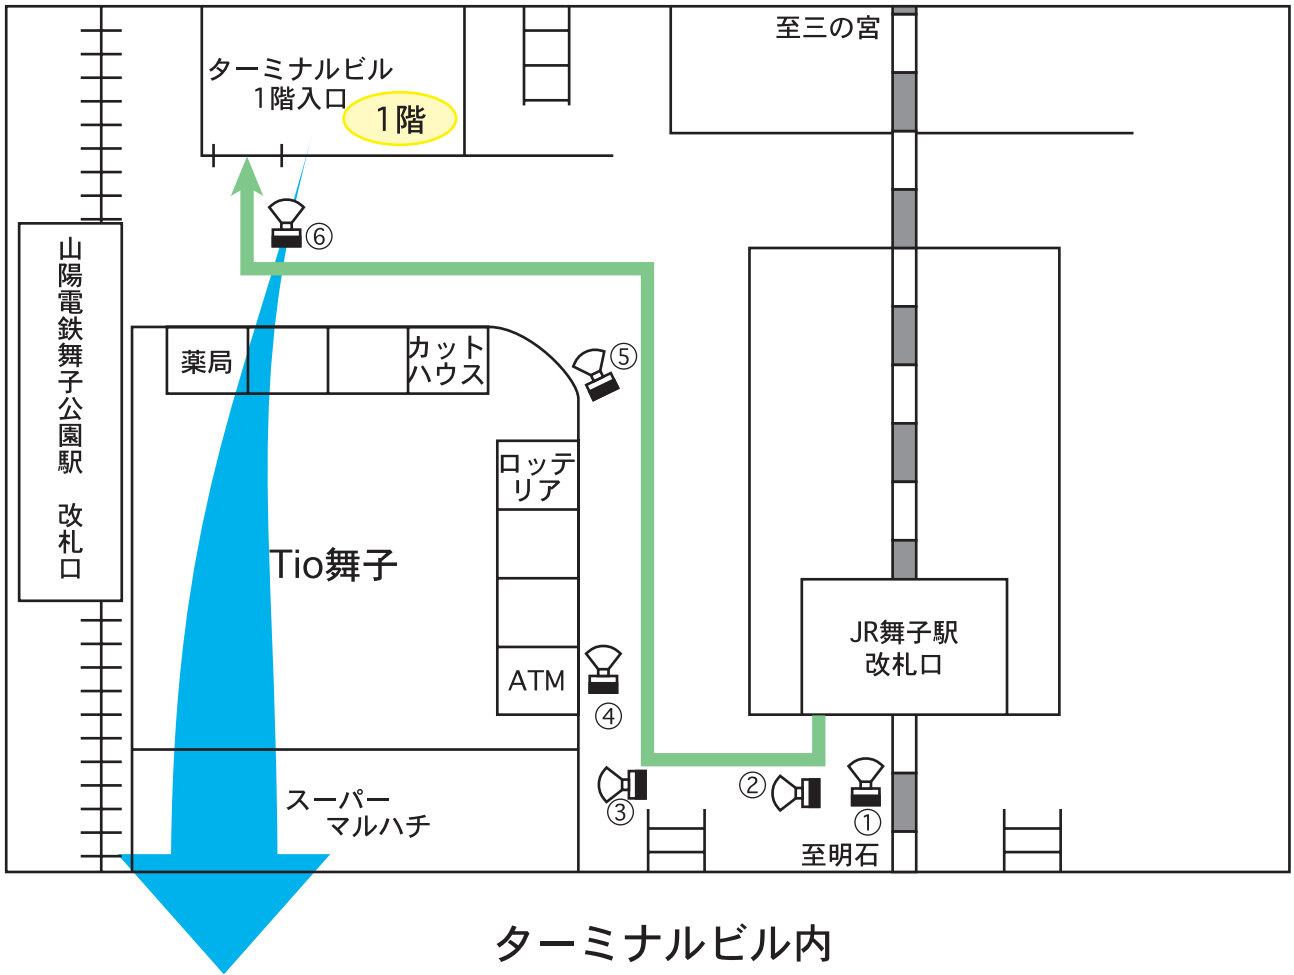 至三の宮
ターミナルビル
1階入口
1階
⑥
山陽電鉄舞子公園駅 改札口
薬局
カット
ハウス
⑤
ロッテ
リア
Tio舞子
JR舞子駅
改札口
ATM
④
②
③
①
スーパー
マルハチ
至明石
ターミナルビル内